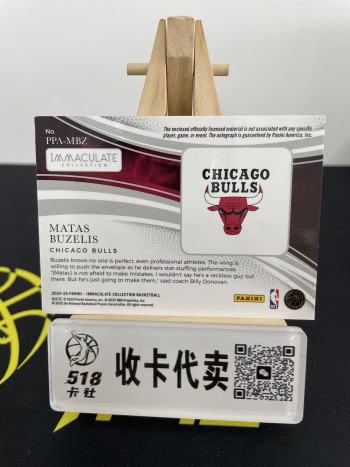 No.
PPA-MBZ
The enclosed officially licensed material is not associated with any specific
player, game, or event. The autograph is guaranteed by Panini America, Inc.
IMMACULATE
COLLECTION
CHICAGO
BULLS
MATAS
BUZELIS
CHICAGO BULLS
Buzelis knows no one is perfect, even professional athletes. The wing is
willing to push the envelope as he delivers stat-stuffing performances.
"[Matas] is not afraid to make mistakes. I wouldn't say he's a reckless guy out
there. But he's just going to make them," said coach Billy Donovan.
2024-25 PANINI – IMMACULATE COLLECTION BASKETBALL
PANINI
518
卡社
收卡代卖